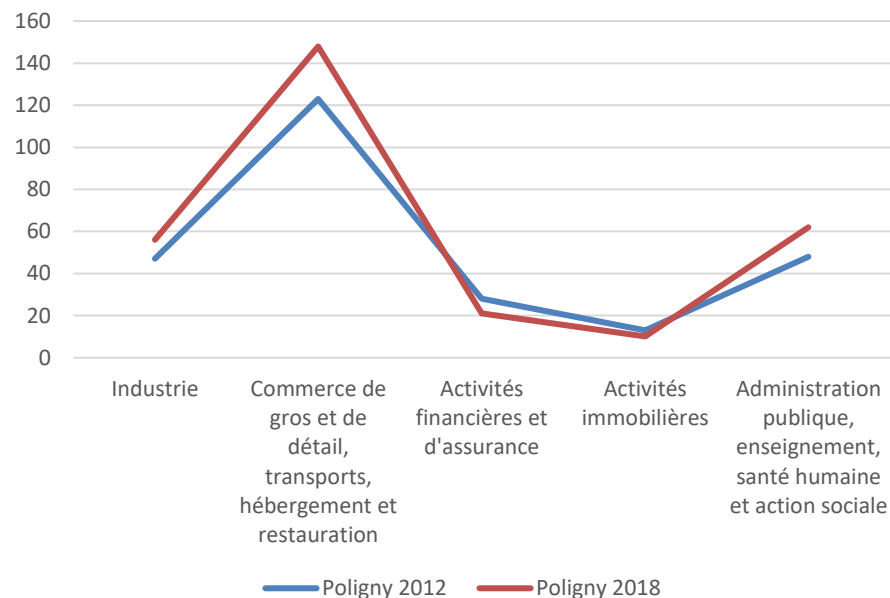 160
140
120
100
80
60
40
20
0
Industrie
Commerce de
gros et de
détail,
transports,
hébergement et
restauration
Activités
financières et
d'assurance
Activités
immobilières
Administration
publique,
enseignement,
santé humaine
et action sociale
Poligny 2012
Poligny 2018